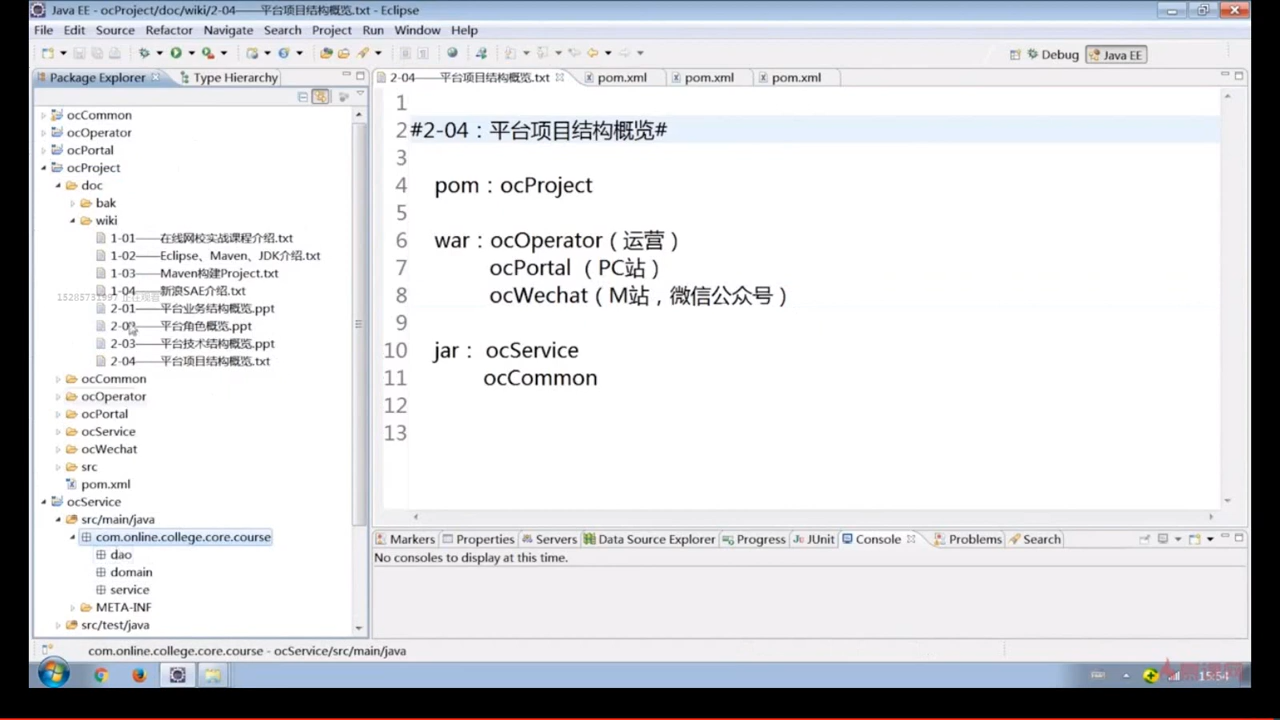 Java EE - ocProject/doc/wiki/2-04——平台项目结构概览.txt - Eclipse
File Edit Source Refactor Navigate Search Project Run Window Help
Debug Java EE
Package Explorer Type Hierarchy
2-04——平台项目结构概览.txt pom.xml pom.xml pom.xml
ocCommon
ocOperator
ocPortal
ocProject
doc
bak
wiki
1-01——在线网校实战课程介绍.txt
1-02——Eclipse、Maven、JDK介绍.txt
1-03——Maven构建Project.txt
1-04——新浪SAE介绍.txt
15285731997 正在观看
2-01——平台业务结构概览.ppt
2-02——平台角色概览.ppt
2-03——平台技术结构概览.ppt
2-04——平台项目结构概览.txt
ocCommon
ocOperator
ocPortal
ocService
ocWechat
src
pom.xml
ocService
src/main/java
com.online.college.core.course
dao
domain
service
META-INF
src/test/java
1
2 #2-04：平台项目结构概览#
3
4 pom：ocProject
5
6 war：ocOperator（运营）
7 ocPortal （PC站）
8 ocWechat（M站，微信公众号）
9
10 jar： ocService
11 ocCommon
12
13
Markers Properties Servers Data Source Explorer Progress JUnit Console Problems Search
No consoles to display at this time.
com.online.college.core.course - ocService/src/main/java
15:54